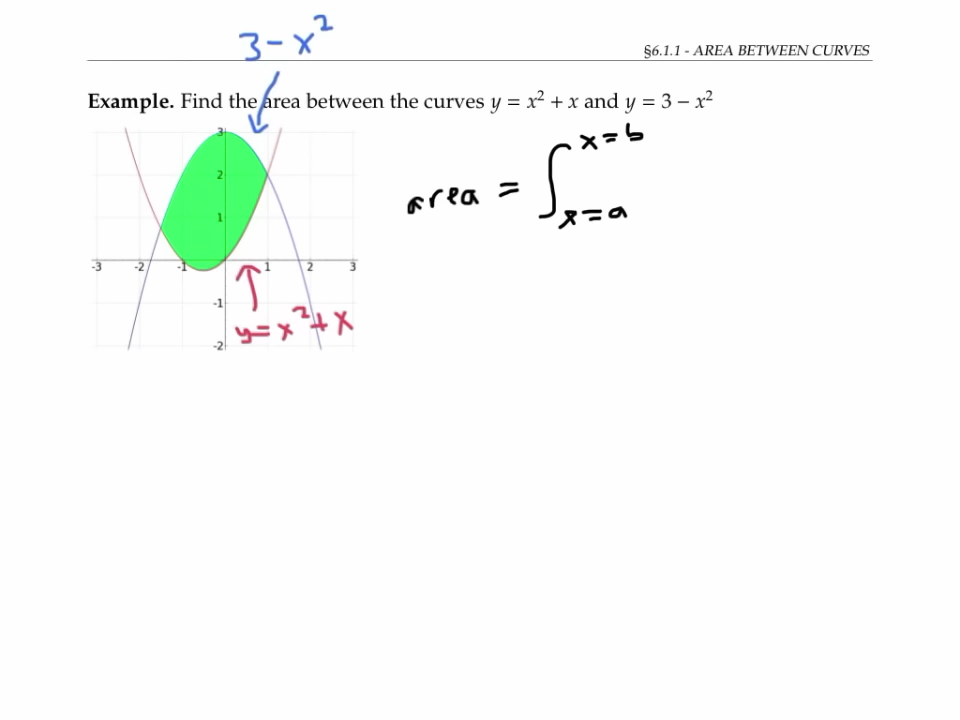 3 - x²
§6.1.1 - AREA BETWEEN CURVES
Example. Find the area between the curves y = x² + x and y = 3 − x²
area = ∫ x=b
x=a
3
2
1
-3 -2 -1 1 2 3
-1
y = x² + x
-2